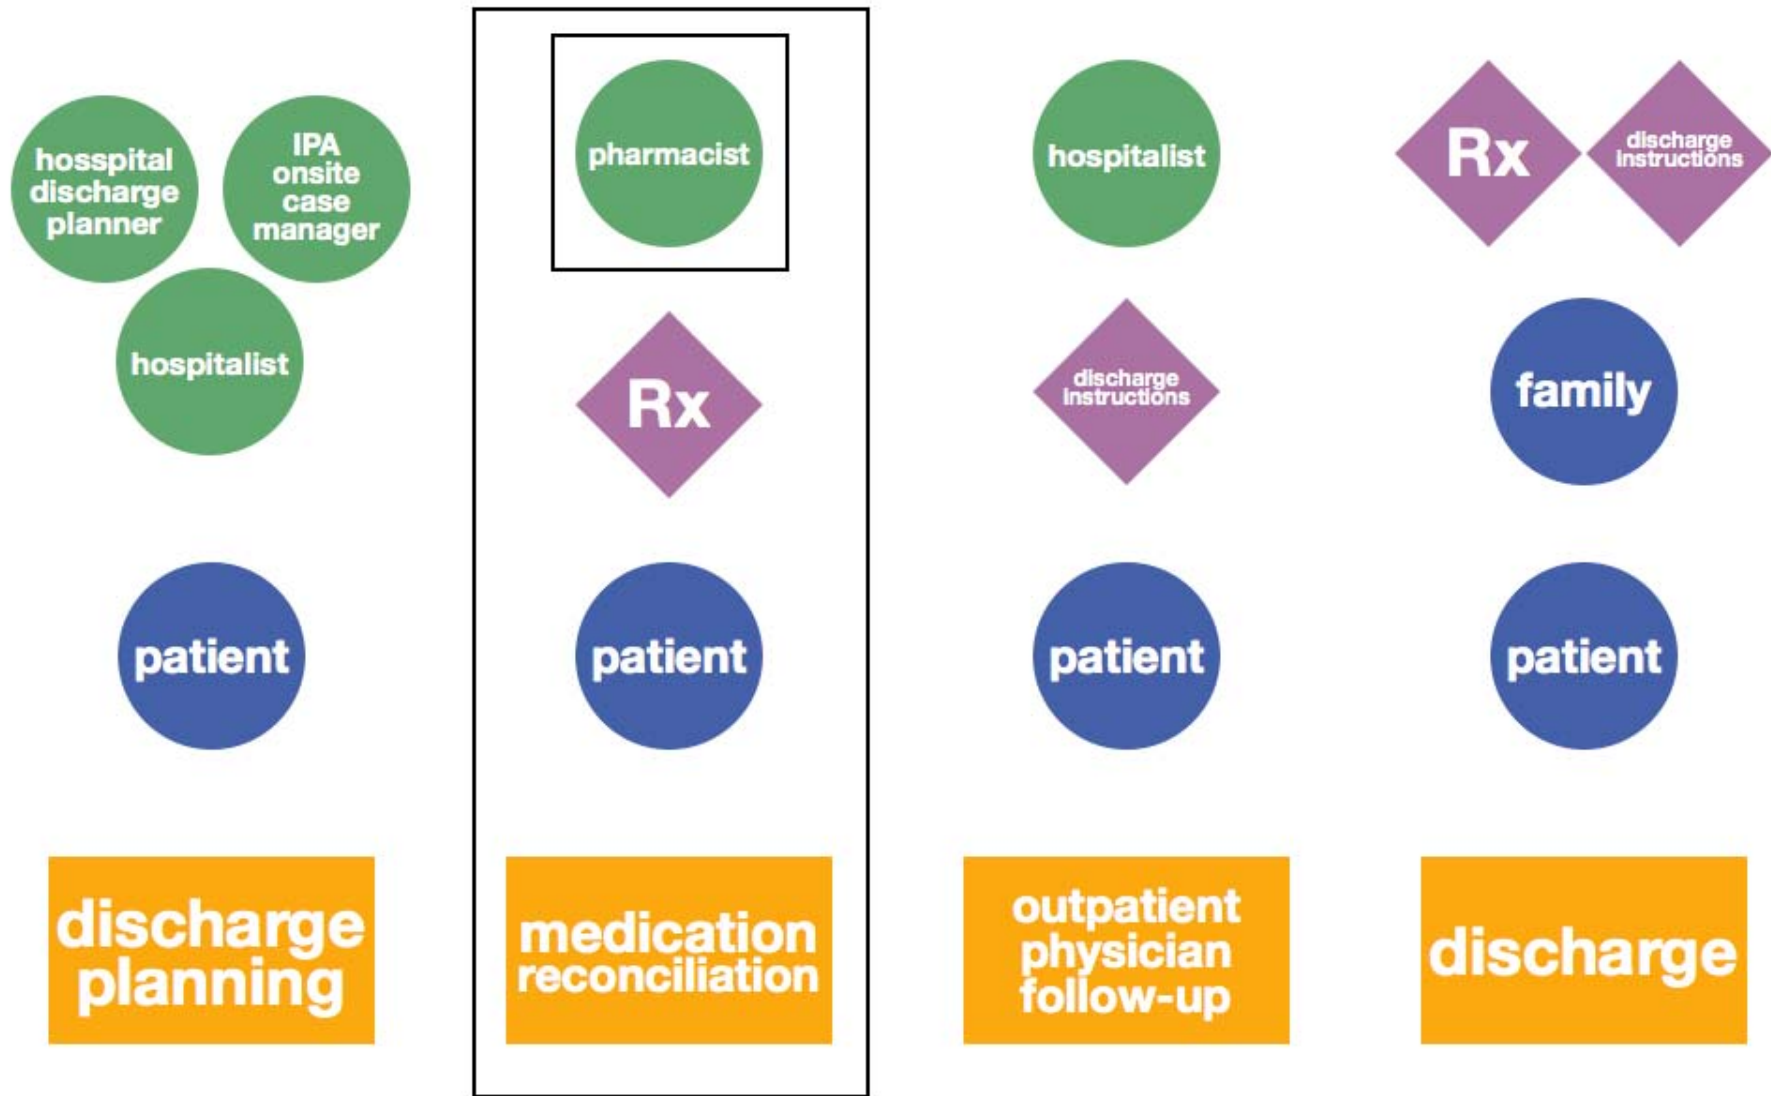 hosspital
discharge
planner
IPA
onsite
case
manager
hospitalist
patient
discharge
planning
pharmacist
Rx
patient
medication
reconciliation
hospitalist
discharge
instructions
patient
outpatient
physician
follow-up
Rx
discharge
instructions
family
patient
discharge